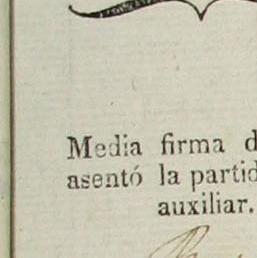 Media firma d
asentó la partid
auxiliar.